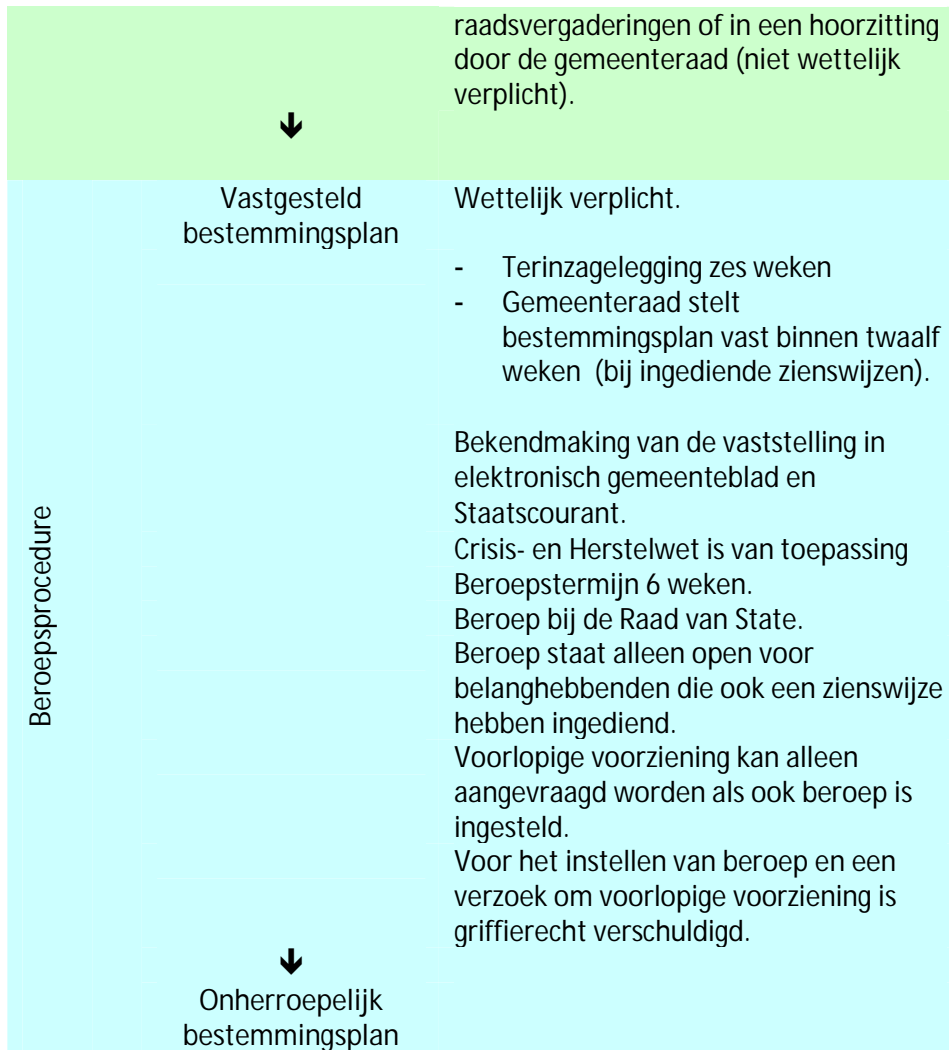 raadsvergaderingen of in een hoorzitting
door de gemeenteraad (niet wettelijk
verplicht).
Beroepsprocedure
Vastgesteld
bestemmingsplan
Wettelijk verplicht.
- Terinzagelegging zes weken
- Gemeenteraad stelt
bestemmingsplan vast binnen twaalf
weken (bij ingediende zienswijzen).
Bekendmaking van de vaststelling in
elektronisch gemeenteblad en
Staatscourant.
Crisis- en Herstelwet is van toepassing
Beroepstermijn 6 weken.
Beroep bij de Raad van State.
Beroep staat alleen open voor
belanghebbenden die ook een zienswijze
hebben ingediend.
Voorlopige voorziening kan alleen
aangevraagd worden als ook beroep is
ingesteld.
Voor het instellen van beroep en een
verzoek om voorlopige voorziening is
griffierecht verschuldigd.
Onherroepelijk
bestemmingsplan